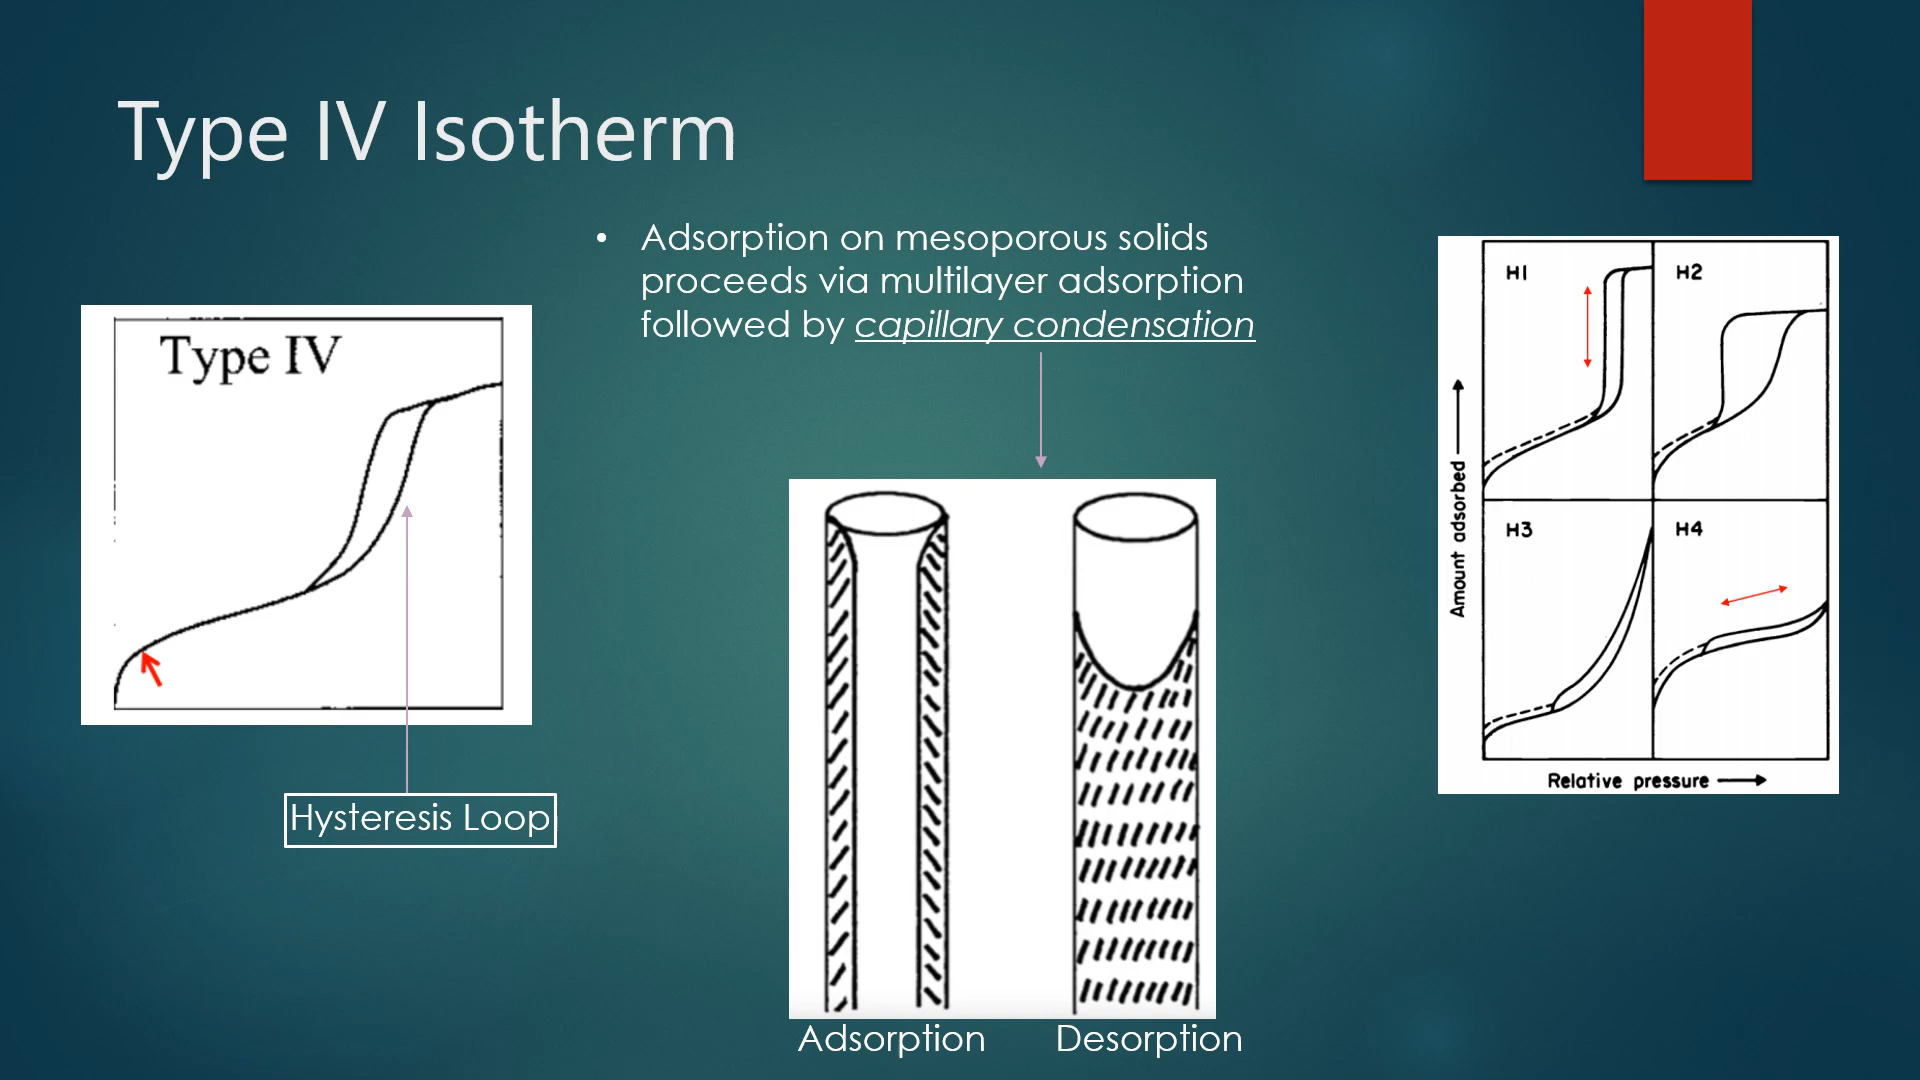 Type IV Isotherm
• Adsorption on mesoporous solids
proceeds via multilayer adsorption
followed by capillary condensation
Type IV
Hysteresis Loop
Adsorption
Desorption
H1
H2
H3
H4
Amount adsorbed
Relative pressure